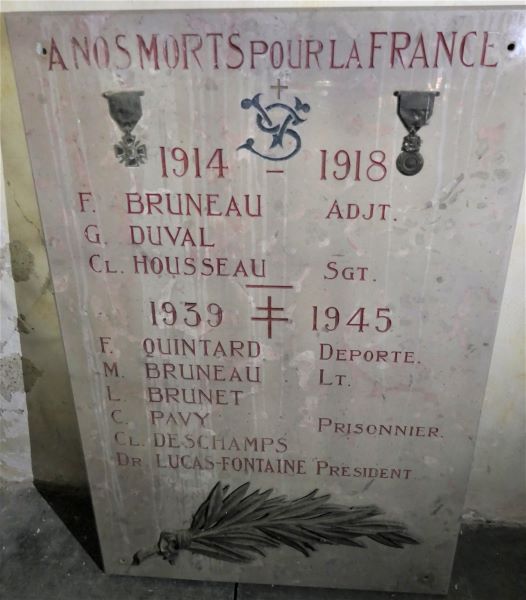 A NOS MORTS POUR LA FRANCE
1914 - 1918
F. BRUNEAU ADJT.
G. DUVAL
CL. HOUSSEAU SGT.
1939 1945
F. QUINTARD DEPORTE.
M. BRUNEAU LT.
L. BRUNET
C. PAVY PRISONNIER.
CL. DESCHAMPS
DR LUCAS-FONTAINE PRESIDENT